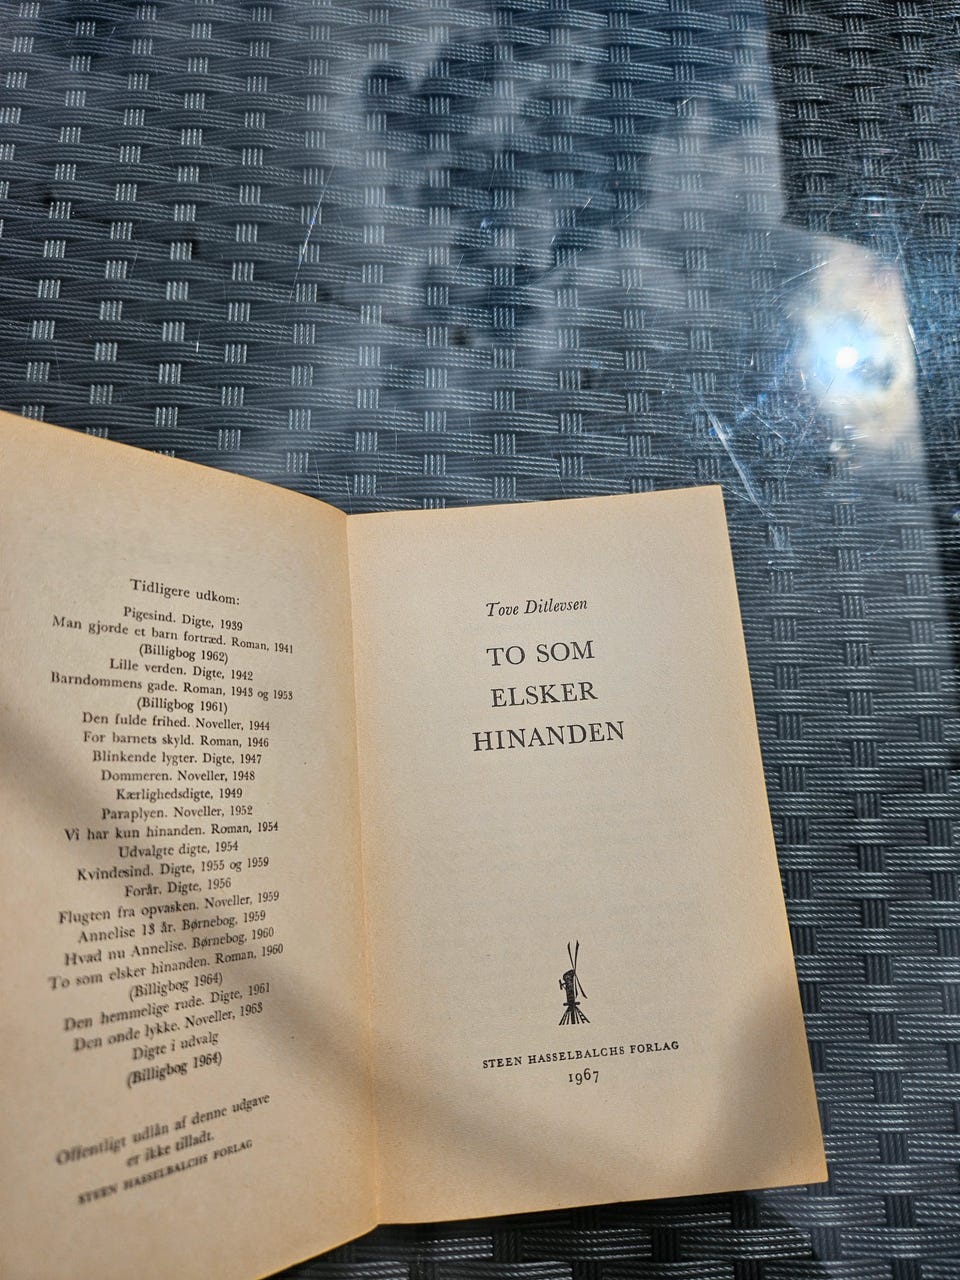 Tidligere udkom:
Pigesind. Digte, 1939
Man gjorde et barn fortræd. Roman, 1941
(Billigbog 1962)
Lille verden. Digte, 1942
Barndommens gade. Roman, 1943 og 1953
(Billigbog 1961)
Den fulde frihed. Noveller, 1944
For barnets skyld. Roman, 1946
Blinkende lygter. Digte, 1947
Dommeren. Noveller, 1948
Kærlighedsdigte, 1949
Paraplyen. Noveller, 1952
Vi har kun hinanden. Roman, 1954
Udvalgte digte, 1954
Kvindesind. Digte, 1955 og 1959
Forår. Digte, 1956
Flugten fra opvasken. Noveller, 1959
Annelise 13 år. Børnebog, 1959
Hvad nu Annelise. Børnebog, 1960
To som elsker hinanden. Roman, 1960
(Billigbog 1964)
Den hemmelige rude. Digte, 1961
Den onde lykke. Noveller, 1963
Digte i udvalg
(Billigbog 1964)
Offentligt udlån af denne udgave
er ikke tilladt.
STEEN HASSELBALCHS FORLAG
Tove Ditlevsen
TO SOM
ELSKER
HINANDEN
STEEN HASSELBALCHS FORLAG
1967